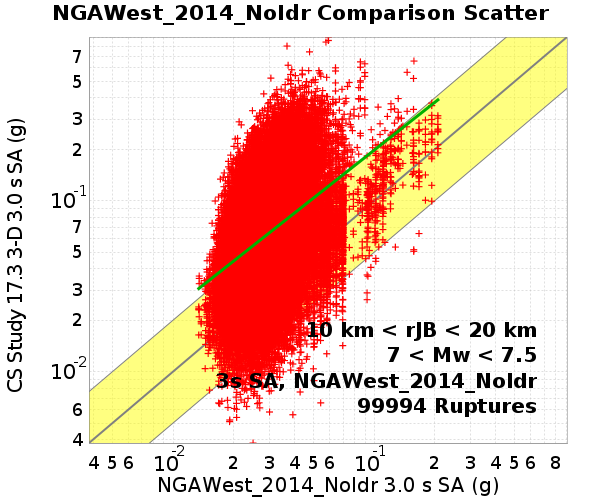 NGAWest_2014_NoIdr Comparison Scatter
7
5
3
2
10^-1
7
5
3
2
10^-2
6
4
CS Study 17.3 3-D 3.0 s SA (g)
10 km < rJB < 20 km
7 < Mw < 7.5
3s SA, NGAWest_2014_NoIdr
99994 Ruptures
4 5 6 10^-2 2 3 4 5 6 10^-1 2 3 4 5 6 8
NGAWest_2014_NoIdr 3.0 s SA (g)